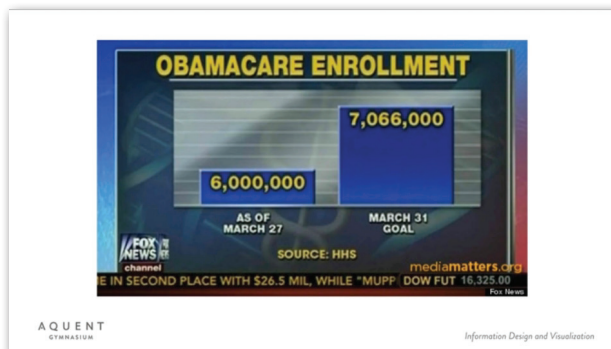 OBAMACARE ENROLLMENT
7,066,000
6,000,000
AS OF
MARCH 27
MARCH 31
GOAL
SOURCE: HHS
FOX
NEWS
channel
mediamatters.org
E IN SECOND PLACE WITH $26.5 MIL, WHILE "MUPP
DOW FUT 16,325.00
Fox News
AQUENT
GYMNASIUM
Information Design and Visualization